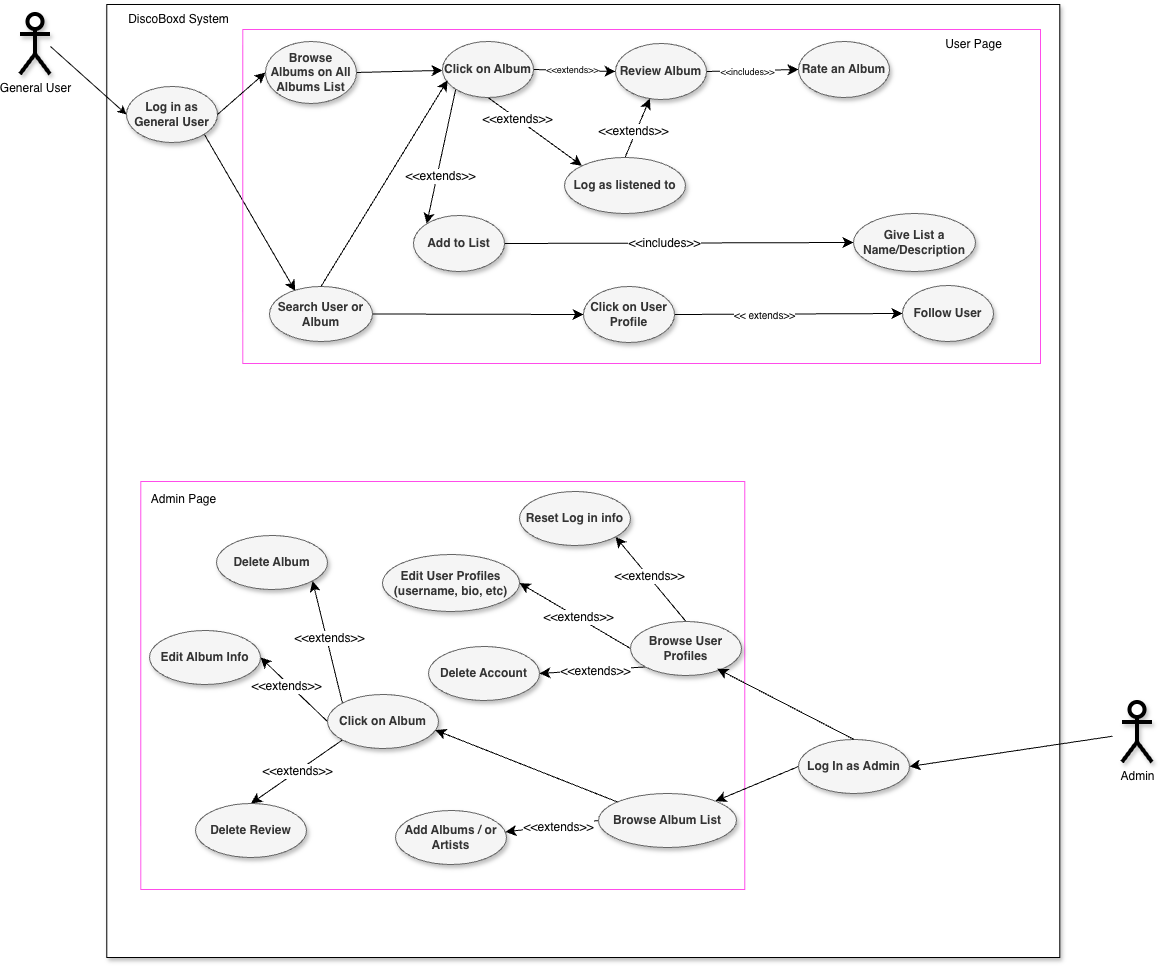 DiscoBoxd System
General User
User Page
Log in as
General User
Browse
Albums on All
Albums List
Click on Album
<<extends>>
Review Album
<<includes>>
Rate an Album
<<extends>>
<<extends>>
<<extends>>
Log as listened to
Add to List
<<includes>>
Give List a
Name/Description
Search User or
Album
Click on User
Profile
<< extends>>
Follow User
Admin Page
Reset Log in info
<<extends>>
Delete Album
Edit User Profiles
(username, bio, etc)
<<extends>>
Browse User
Profiles
<<extends>>
Edit Album Info
<<extends>>
Delete Account
<<extends>>
Click on Album
<<extends>>
Delete Review
Add Albums / or
Artists
<<extends>>
Browse Album List
Log In as Admin
Admin